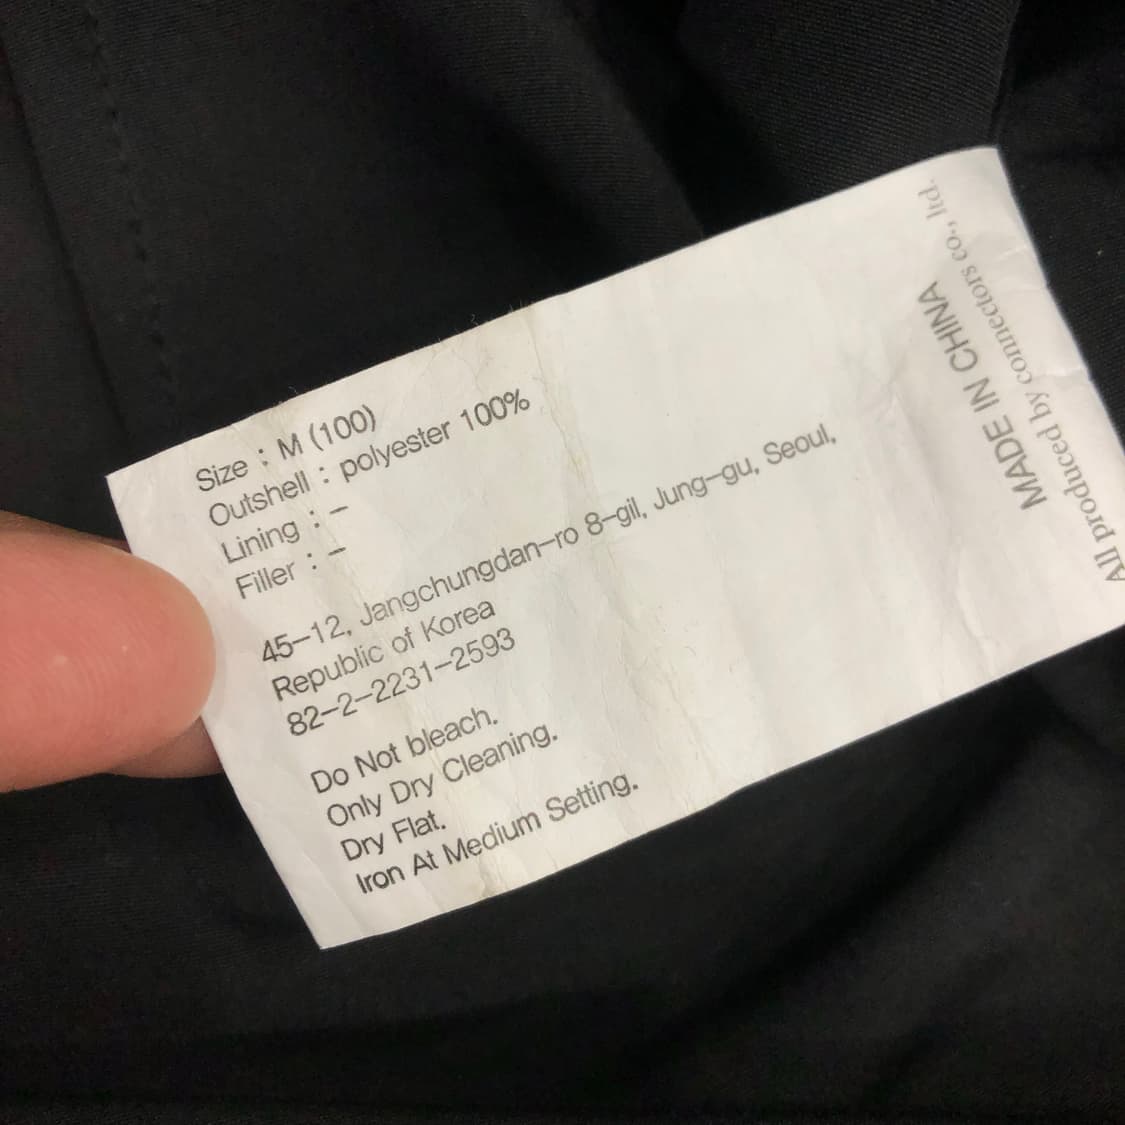 Size : M (100)
Outshell : polyester 100%
Lining : –
Filler : –
45–12, Jangchungdan–ro 8–gil, Jung–gu, Seoul,
Republic of Korea
82–2–2231–2593
Do Not bleach.
Only Dry Cleaning.
Dry Flat.
Iron At Medium Setting.
MADE IN CHINA
All produced by connectors co., ltd.